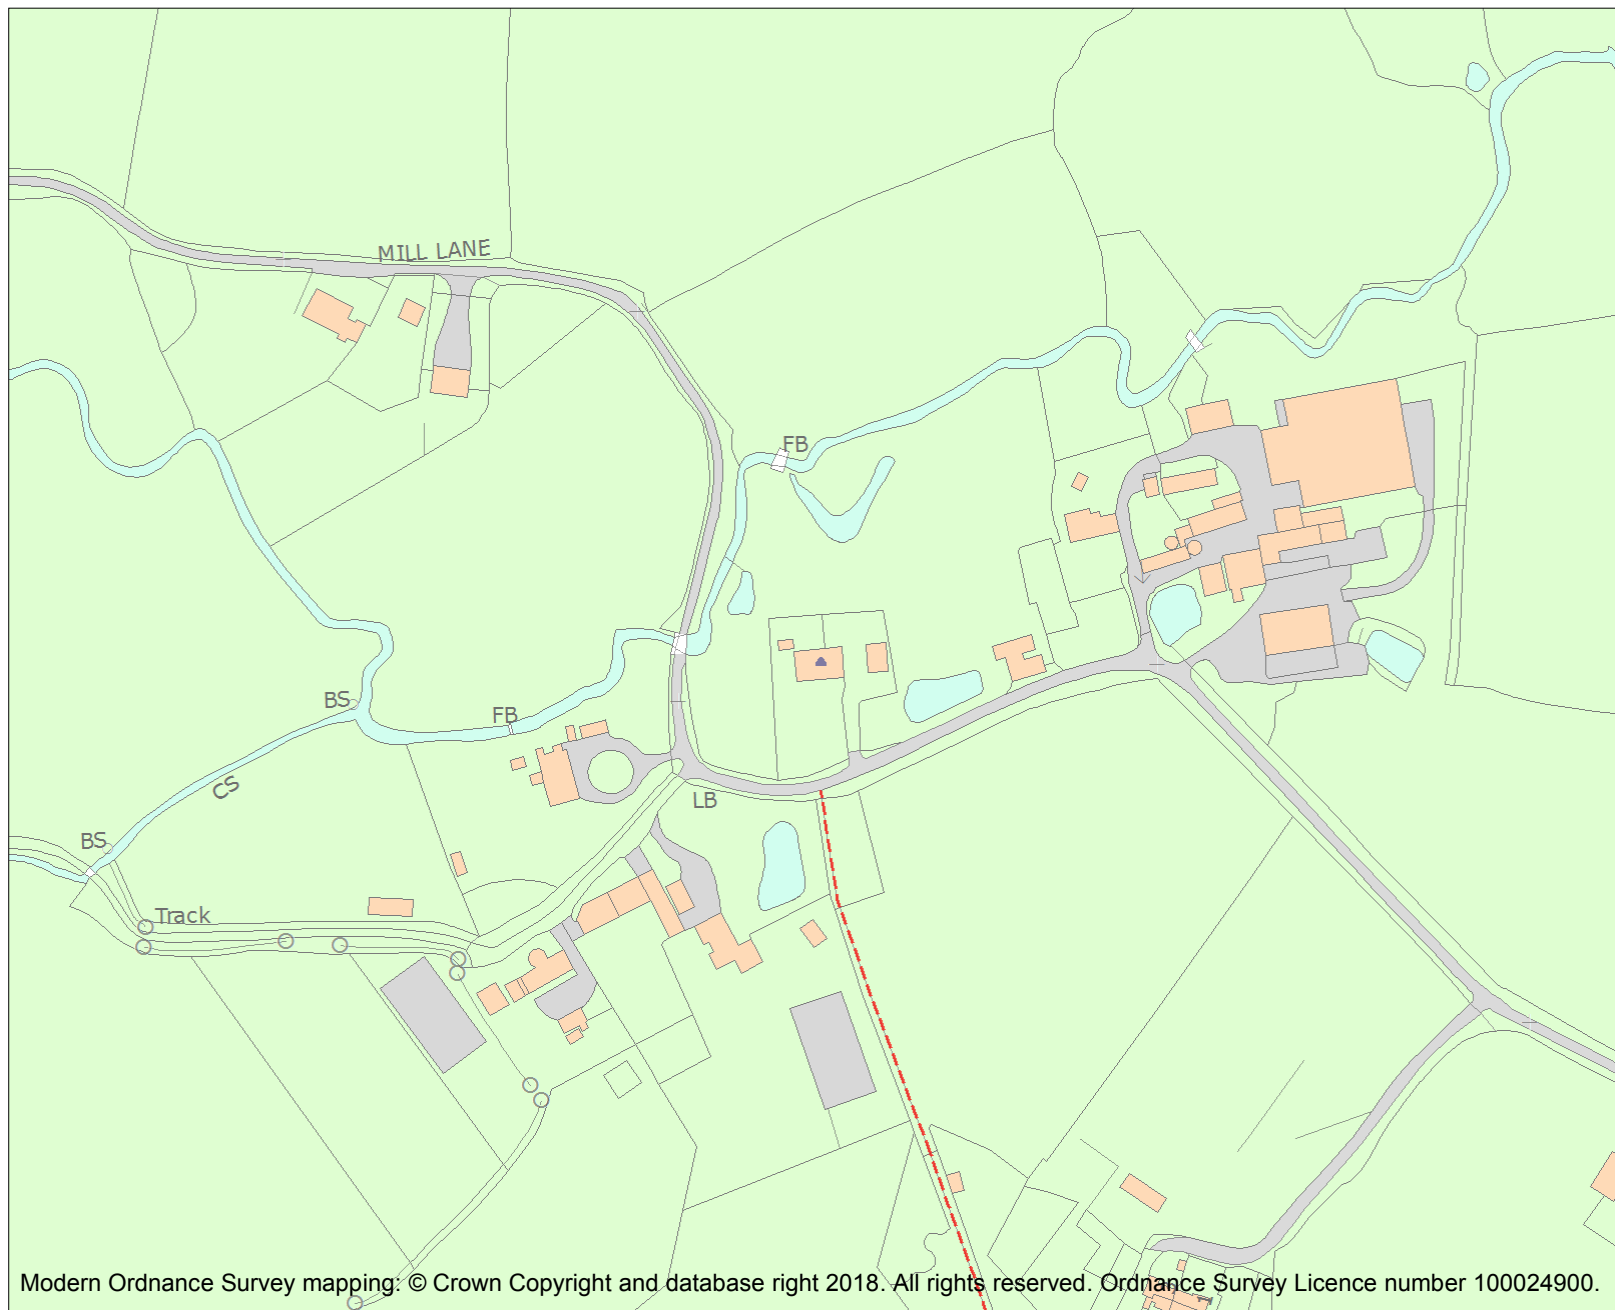 MILL LANE
FB
BS
FB
CS
LB
BS
Track
Modern Ordnance Survey mapping: © Crown Copyright and database right 2018. All rights reserved. Ordnance Survey Licence number 100024900.